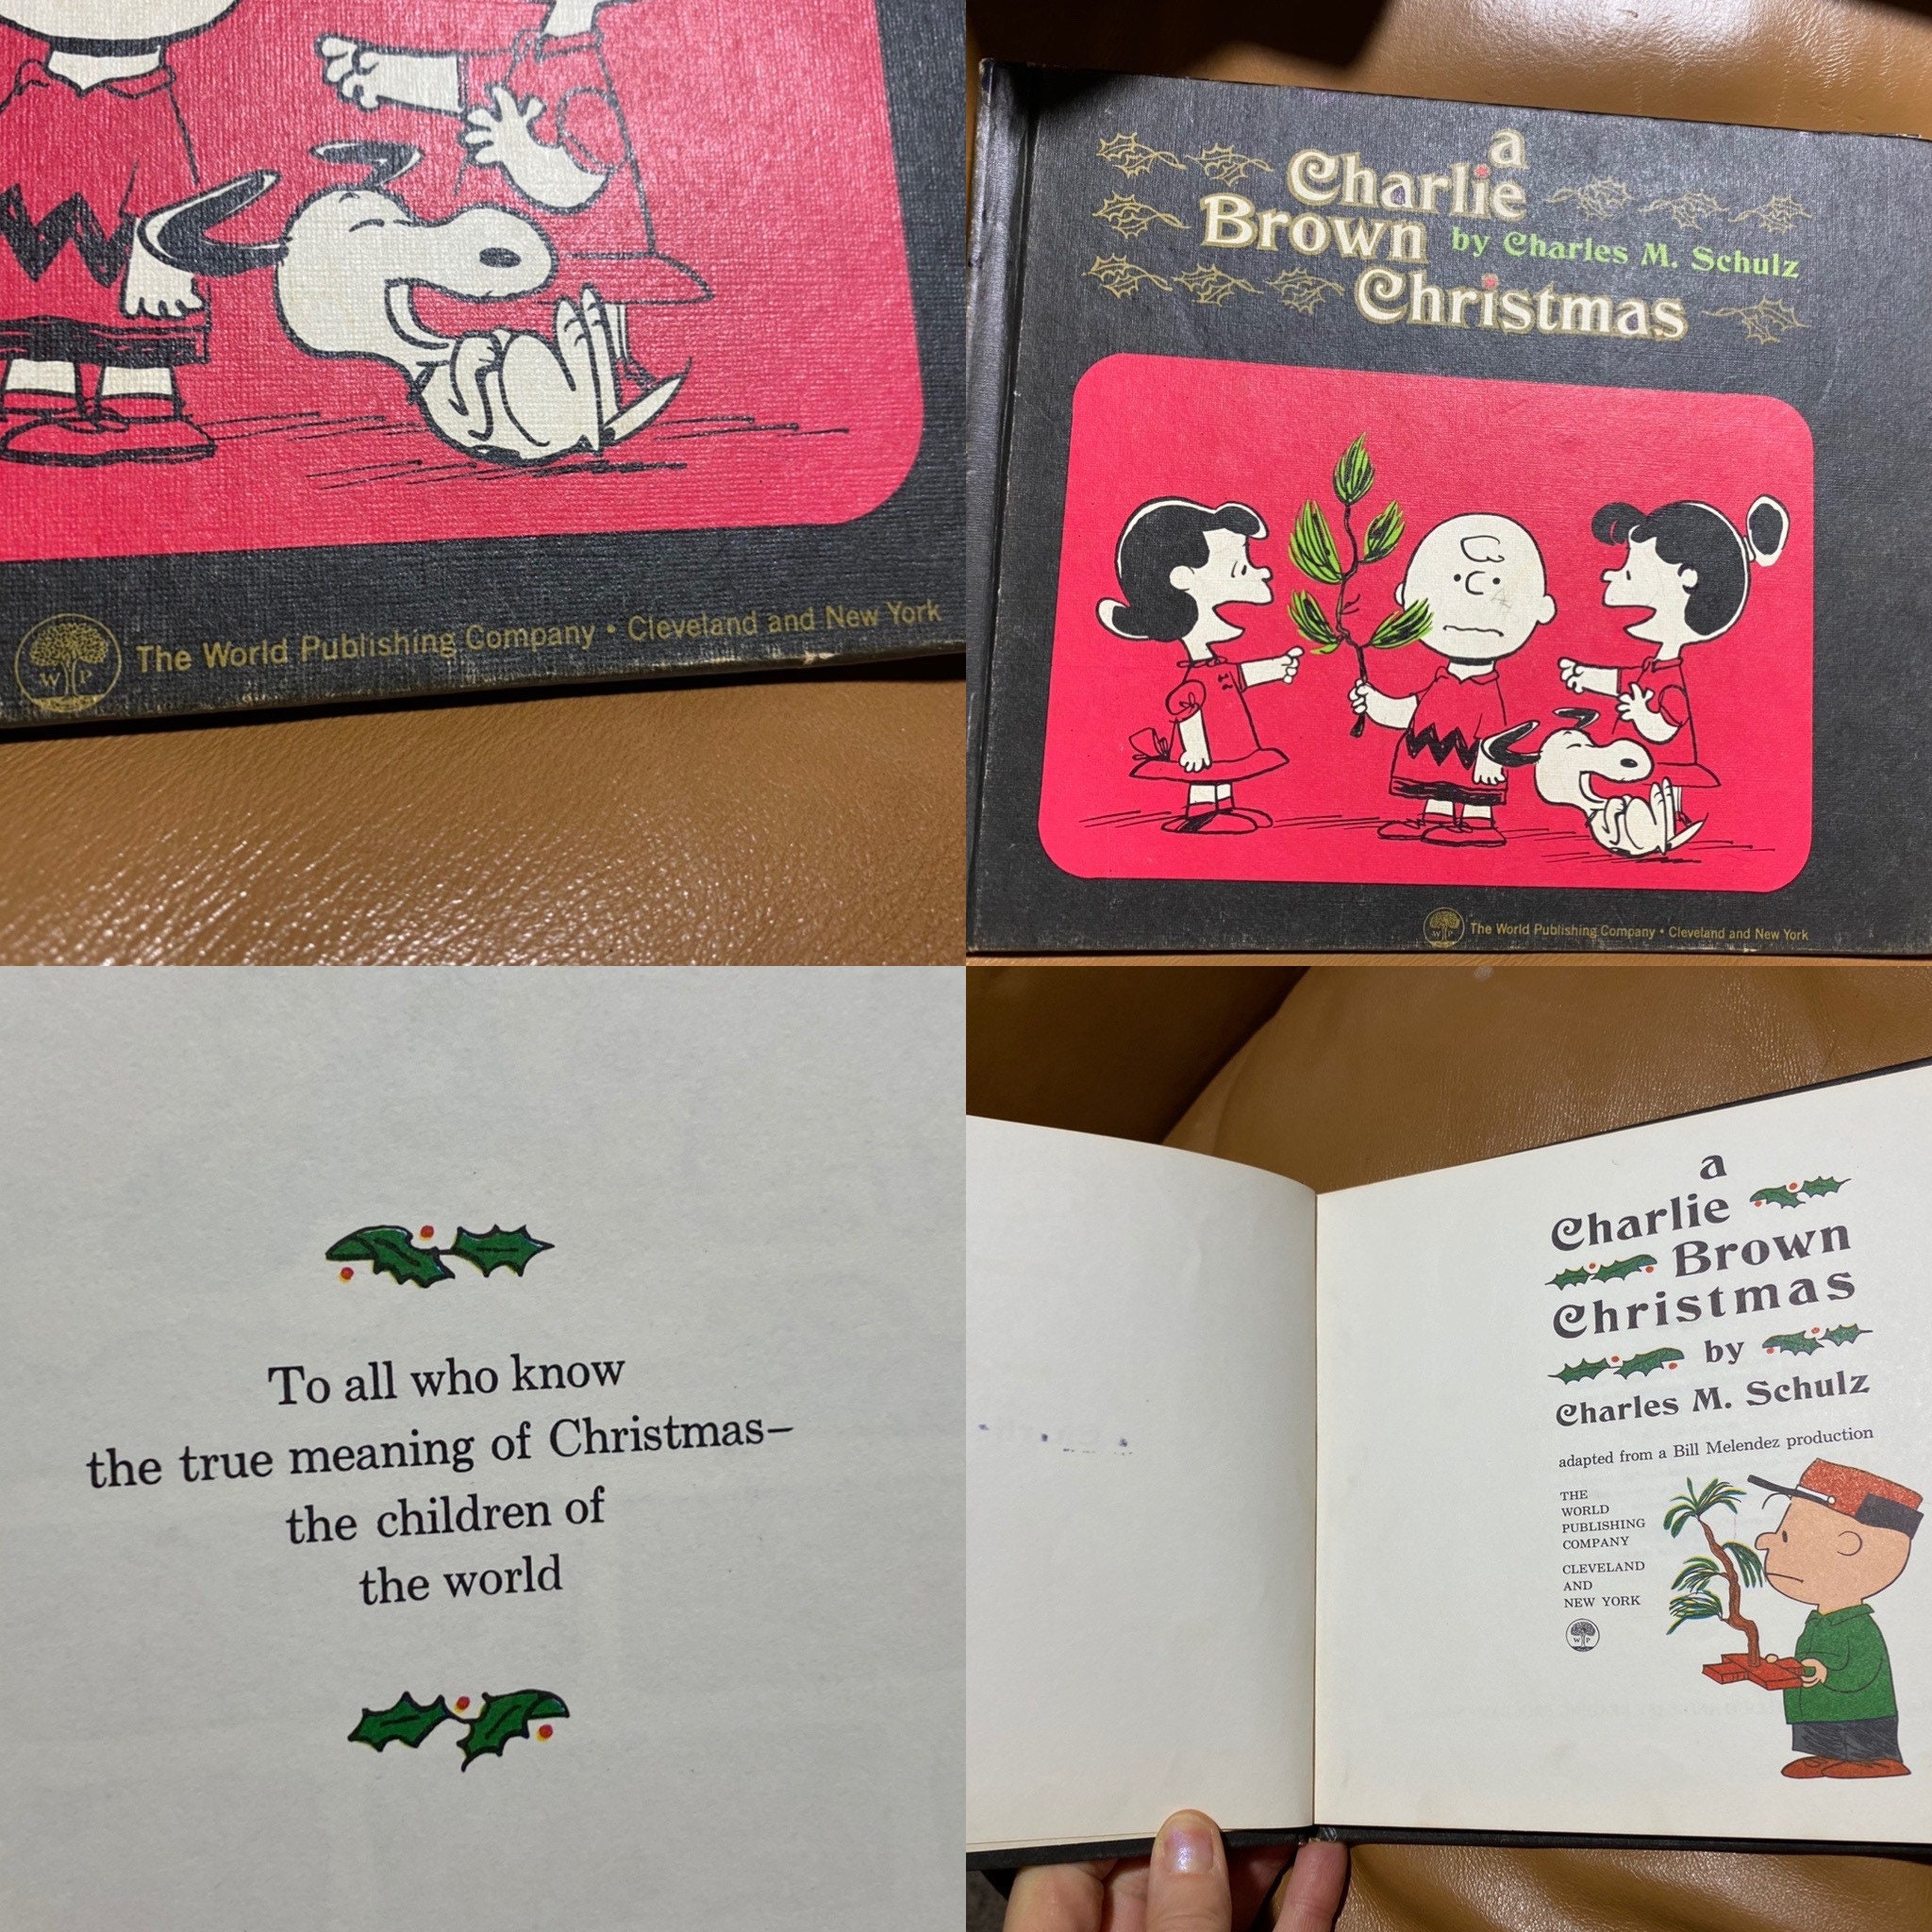 The World Publishing Company • Cleveland and New York
W P
a
Charlie
Brown by Charles M. Schulz
Christmas
W P
The World Publishing Company • Cleveland and New York
To all who know
the true meaning of Christmas–
the children of
the world
a
Charlie
Brown
Christmas
by
Charles M. Schulz
adapted from a Bill Melendez production
THE
WORLD
PUBLISHING
COMPANY
CLEVELAND
AND
NEW YORK
W P